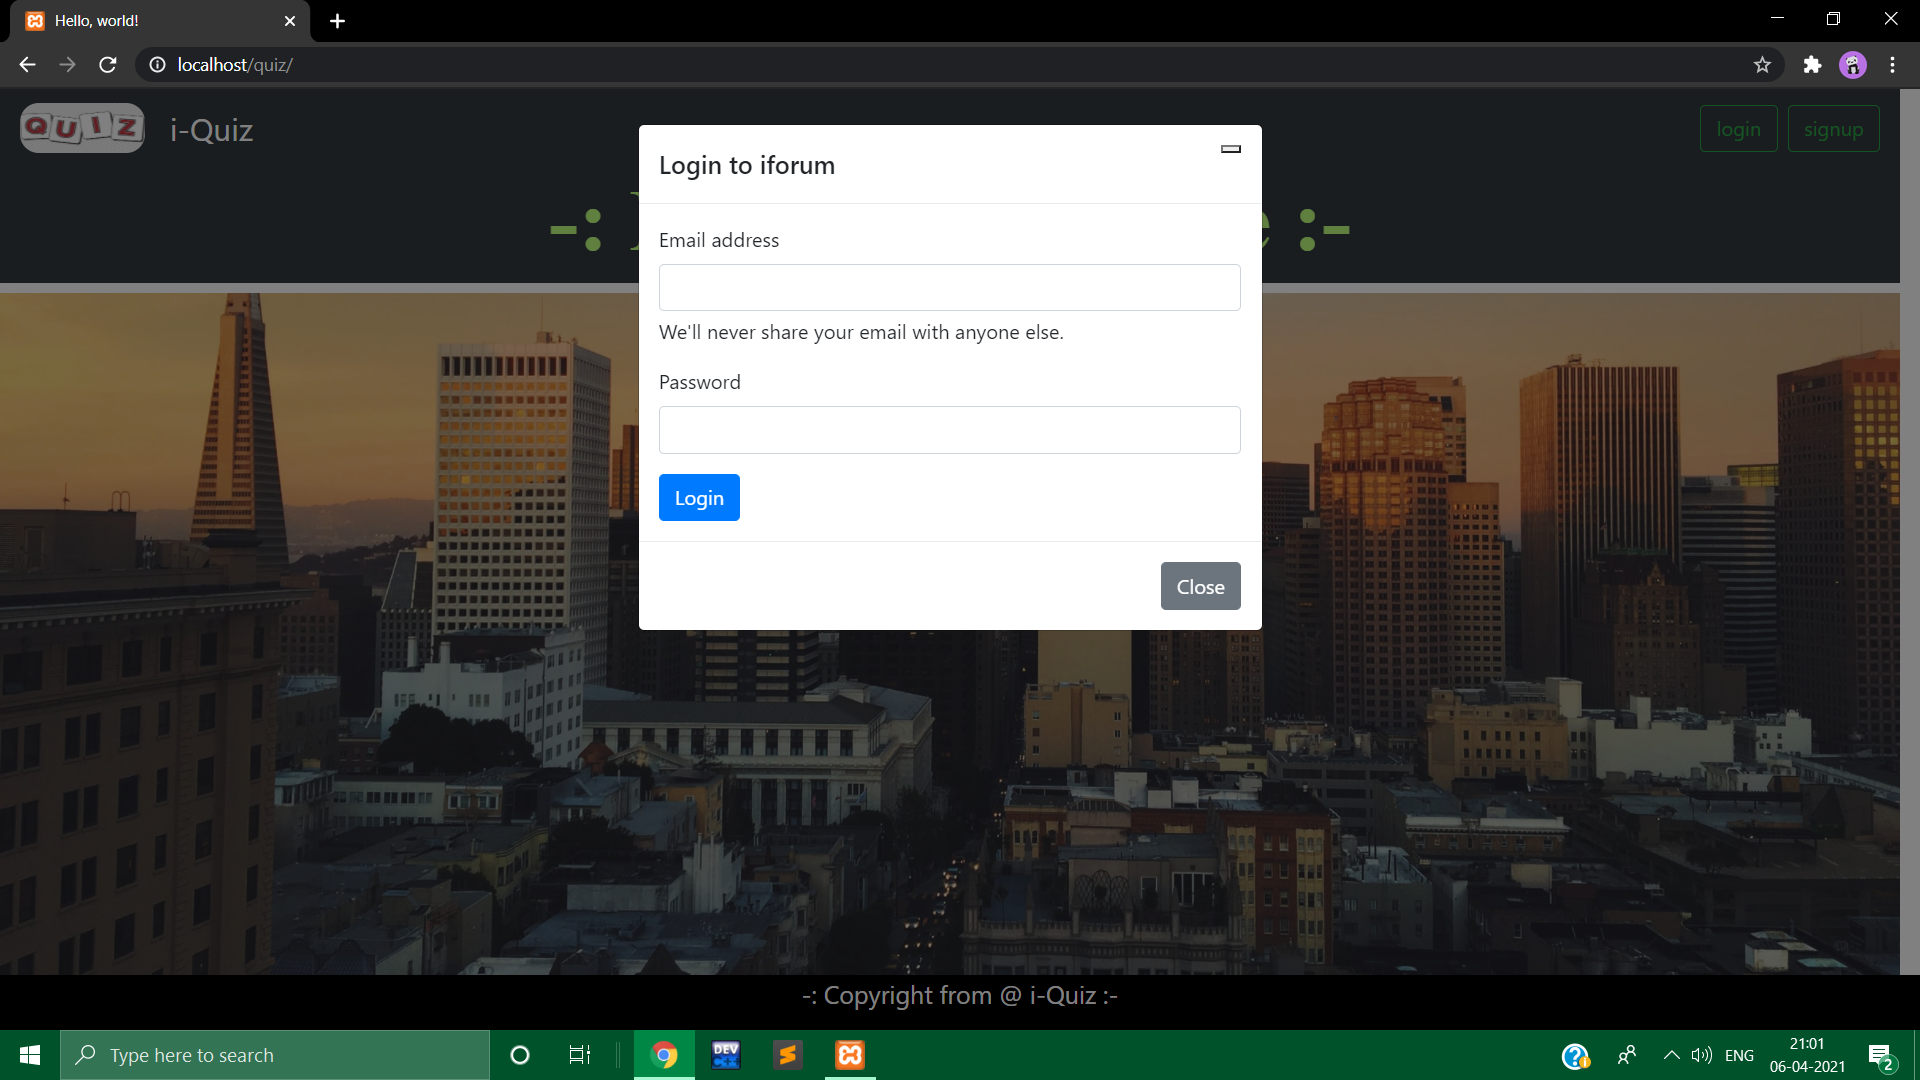 Hello, world!
localhost/quiz/
QUIZ
i-Quiz
login
signup
-:
:-
Login to iforum
Email address
We'll never share your email with anyone else.
Password
Login
Close
-: Copyright from @ i-Quiz :-
Type here to search
DEV
C++
ENG
21:01
06-04-2021
2